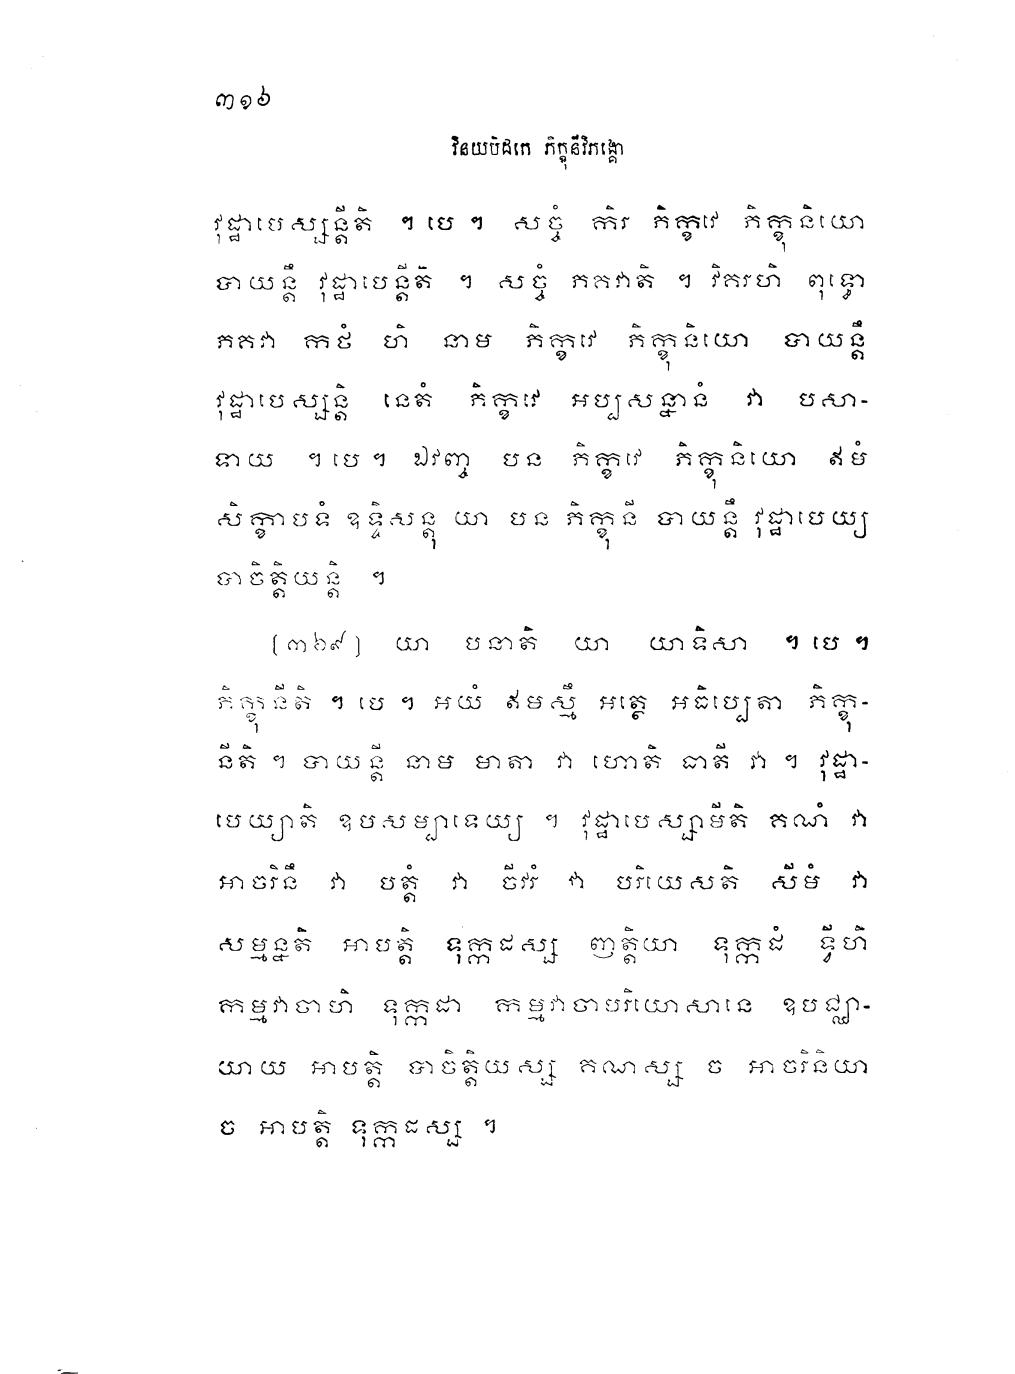 ៣១៦
វិនយបិដកេ ភិក្ខុនីវិភង្គោ
វុដ្ឋាបេស្សន្តីតិ ។ បេ ។ សច្ចំ កិរ ភិក្ខវេ ភិក្ខុនិយោ
បាយន្តឹ វុដ្ឋាបេន្តីតិ ។ សច្ចំ ភគវាតិ ។ វិគរហិ ពុទ្ធោ
ភគវា កថំ ហិ នាម ភិក្ខវេ ភិក្ខុនិយោ បាយន្តឹ
វុដ្ឋាបេស្សន្តិ នេតំ ភិក្ខវេ អប្បសន្នានំ វា បសា-
ទាយ ។ បេ ។ ឯវញ្ច បន ភិក្ខវេ ភិក្ខុនិយោ ឥមំ
សិក្ខាបទំ ឧទ្ទិសន្តុ យា បន ភិក្ខុនី បាយន្តឹ វុដ្ឋាបេយ្យ
បាចិត្តិយន្តិ ។
[៣៦៩] យា បនាតិ យា យាទិសា ។ បេ ។
ភិក្ខុនីតិ ។ បេ ។ អយំ ឥមស្មឹ អត្ថេ អធិប្បេតា ភិក្ខុ-
នីតិ ។ បាយន្តី នាម មាតា វា ហោតិ ធាតី វា ។ វុដ្ឋា-
បេយ្យាតិ ឧបសម្បាទេយ្យ ។ វុដ្ឋាបេស្សាមីតិ គណំ វា
អាចរិនឹ វា បត្តំ វា ចីវរំ វា បរិយេសតិ សីមំ វា
សម្មន្នតិ អាបត្តិ ទុក្កដស្ស ញត្តិយា ទុក្កដំ ទ្វីហិ
កម្មវាចាហិ ទុក្កដា កម្មវាចាបរិយោសានេ ឧបជ្ឈា-
យាយ អាបត្តិ បាចិត្តិយស្ស គណស្ស ច អាចរិនិយា
ច អាបត្តិ ទុក្កដស្ស ។